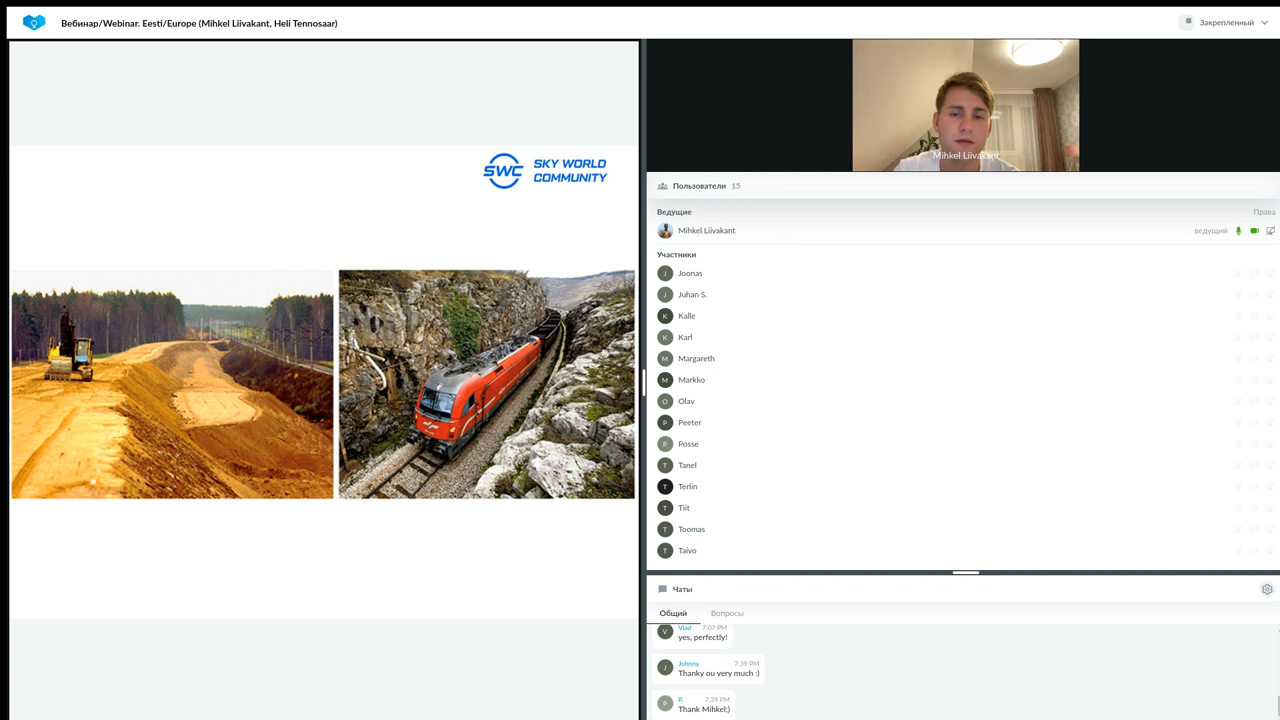 Вебинар/Webinar. Eesti/Europe (Mihkel Liivakant, Heli Tennosaar)
Закрепленный
SWC SKY WORLD
COMMUNITY
Mihkel Liivakant
Пользователи 15
Ведущие Права
Mihkel Liivakant ведущий
Участники
J Joonas
J Juhan S.
K Kalle
K Karl
M Margareth
M Markko
O Olav
P Peeter
P Posse
T Tanel
T Terlin
T Tiit
T Toomas
T Taivo
Чаты
Общий Вопросы
V Vlad 7:07 PM
yes, perfectly!
J Johnny 7:39 PM
Thanky ou very much :)
P P. 7:39 PM
Thank Mihkel;)